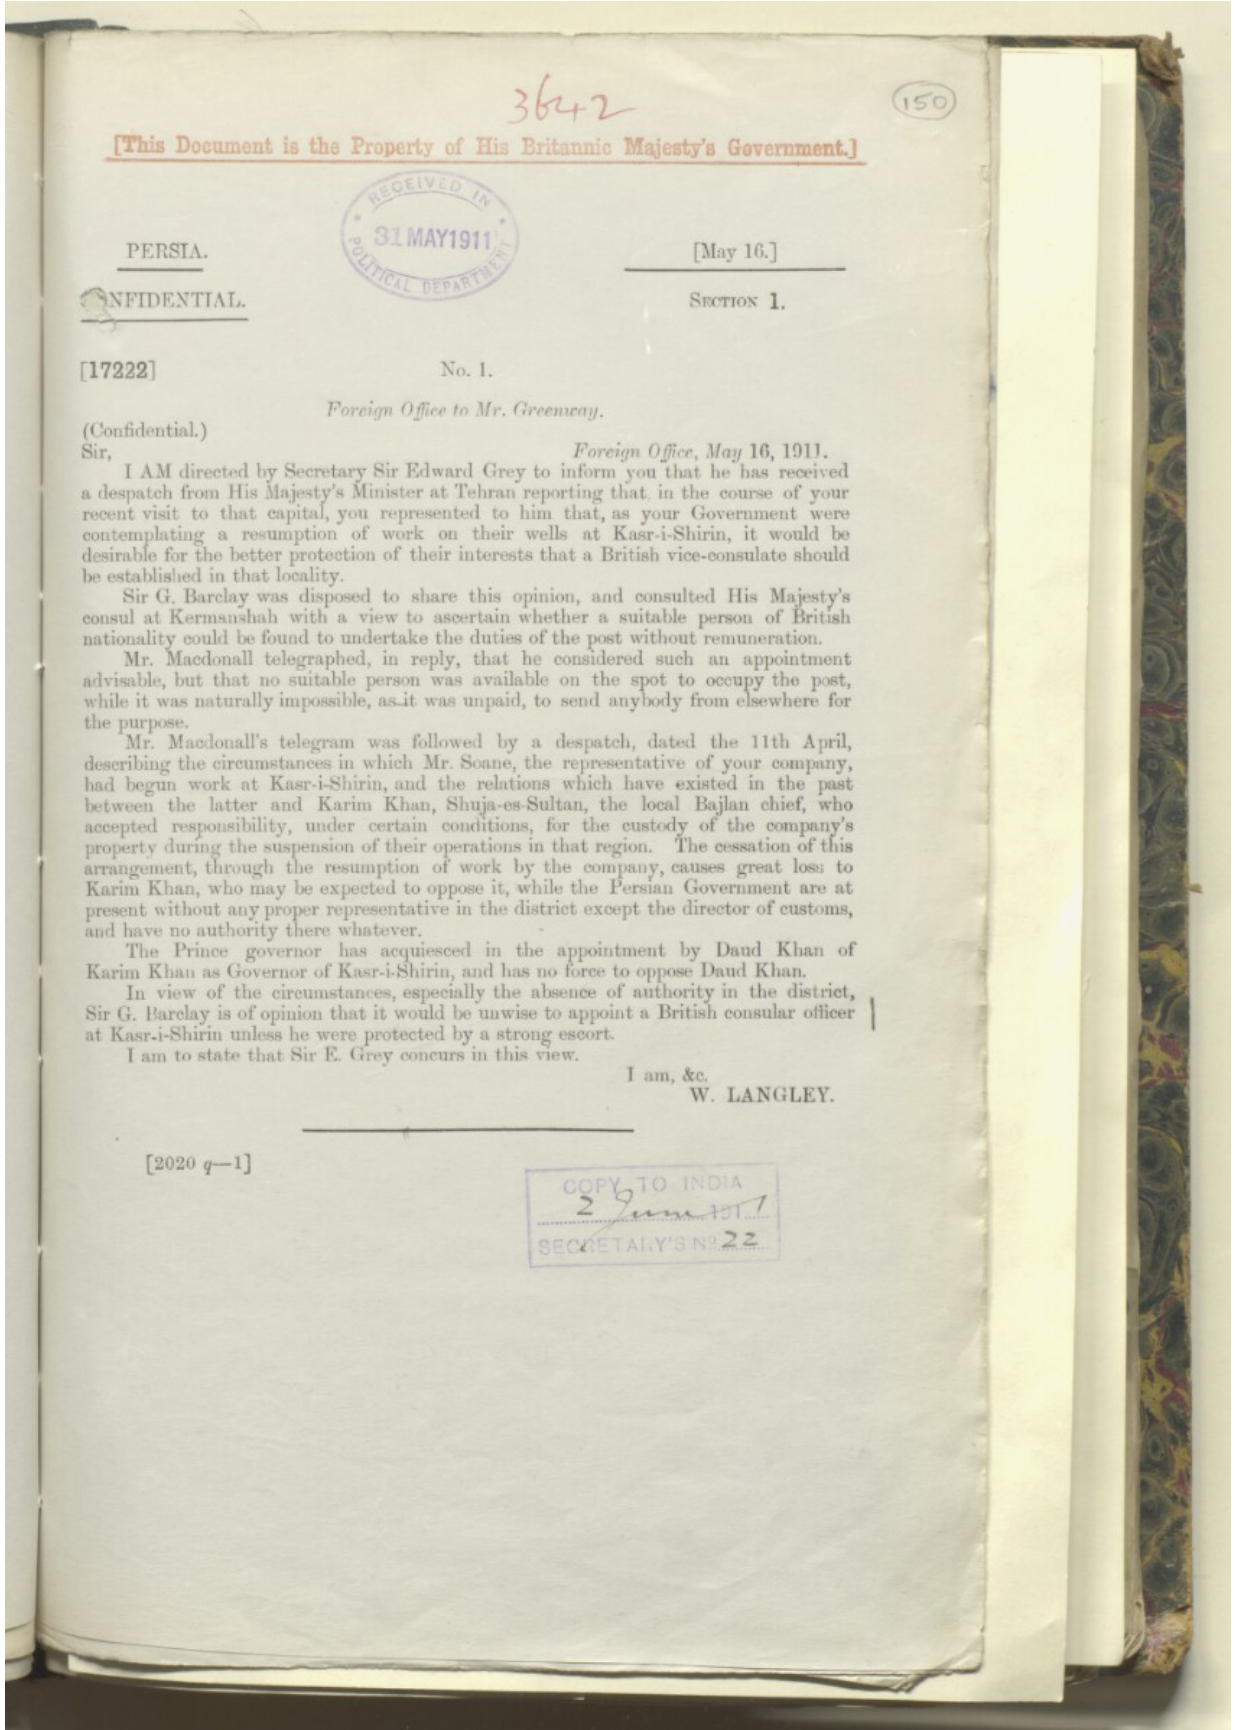 3642
150
[This Document is the Property of His Britannic Majesty's Government.]
RECEIVED IN
31 MAY 1911
POLITICAL DEPARTMENT
PERSIA.
[May 16.]
CONFIDENTIAL.
SECTION 1.
[17222]
No. 1.
Foreign Office to Mr. Greenway.
(Confidential.)
Sir,
Foreign Office, May 16, 1911.
I AM directed by Secretary Sir Edward Grey to inform you that he has received
a despatch from His Majesty's Minister at Tehran reporting that in the course of your
recent visit to that capital, you represented to him that, as your Government were
contemplating a resumption of work on their wells at Kasr-i-Shirin, it would be
desirable for the better protection of their interests that a British vice-consulate should
be established in that locality.
Sir G. Barclay was disposed to share this opinion, and consulted His Majesty's
consul at Kermanshah with a view to ascertain whether a suitable person of British
nationality could be found to undertake the duties of the post without remuneration.
Mr. Macdonall telegraphed, in reply, that he considered such an appointment
advisable, but that no suitable person was available on the spot to occupy the post,
while it was naturally impossible, as it was unpaid, to send anybody from elsewhere for
the purpose.
Mr. Macdonall's telegram was followed by a despatch, dated the 11th April,
describing the circumstances in which Mr. Soane, the representative of your company,
had begun work at Kasr-i-Shirin, and the relations which have existed in the past
between the latter and Karim Khan, Shuja-es-Sultan, the local Bajlan chief, who
accepted responsibility, under certain conditions, for the custody of the company's
property during the suspension of their operations in that region. The cessation of this
arrangement, through the resumption of work by the company, causes great loss to
Karim Khan, who may be expected to oppose it, while the Persian Government are at
present without any proper representative in the district except the director of customs,
and have no authority there whatever.
The Prince governor has acquiesced in the appointment by Daud Khan of
Karim Khan as Governor of Kasr-i-Shirin, and has no force to oppose Daud Khan.
In view of the circumstances, especially the absence of authority in the district,
Sir G. Barclay is of opinion that it would be unwise to appoint a British consular officer
at Kasr-i-Shirin unless he were protected by a strong escort.
I am to state that Sir E. Grey concurs in this view.
I am, &c.
W. LANGLEY.
[2020 q—1]
COPY TO INDIA
2 June 1911
SECRETARY'S No 22